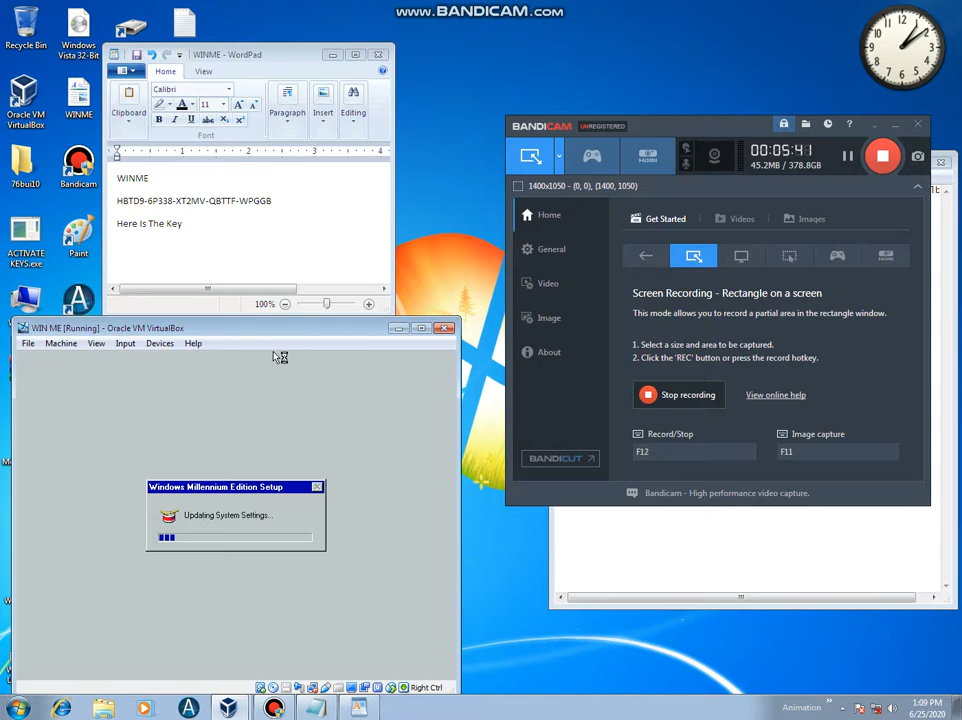 www.BANDICAM.com
Recycle Bin
Windows Vista 32-Bit
Oracle VM VirtualBox
WINME
76bui10
Bandicam
ACTIVATE KEYS.exe
Paint
WINME - WordPad
Home View
Calibri 11
Clipboard
Font
Paragraph
Insert
Editing
1 2 3 4
WINME
HBTD9-6P338-XT2MV-QBTTF-WPGGB
Here Is The Key
100%
WIN ME [Running] - Oracle VM VirtualBox
File Machine View Input Devices Help
Windows Millennium Edition Setup
Updating System Settings...
Right Ctrl
BANDICAM UNREGISTERED
HDMI
00:05:41
45.2MB / 378.8GB
1400x1050 - (0, 0), (1400, 1050)
Home
General
Video
Image
About
BANDICUT
Get Started Videos Images
HDMI
Screen Recording - Rectangle on a screen
This mode allows you to record a partial area in the rectangle window.
1. Select a size and area to be captured.
2. Click the 'REC' button or press the record hotkey.
Stop recording
View online help
Record/Stop
F12
Image capture
F11
Bandicam - High performance video capture.
12
Animation
1:09 PM
6/25/2020